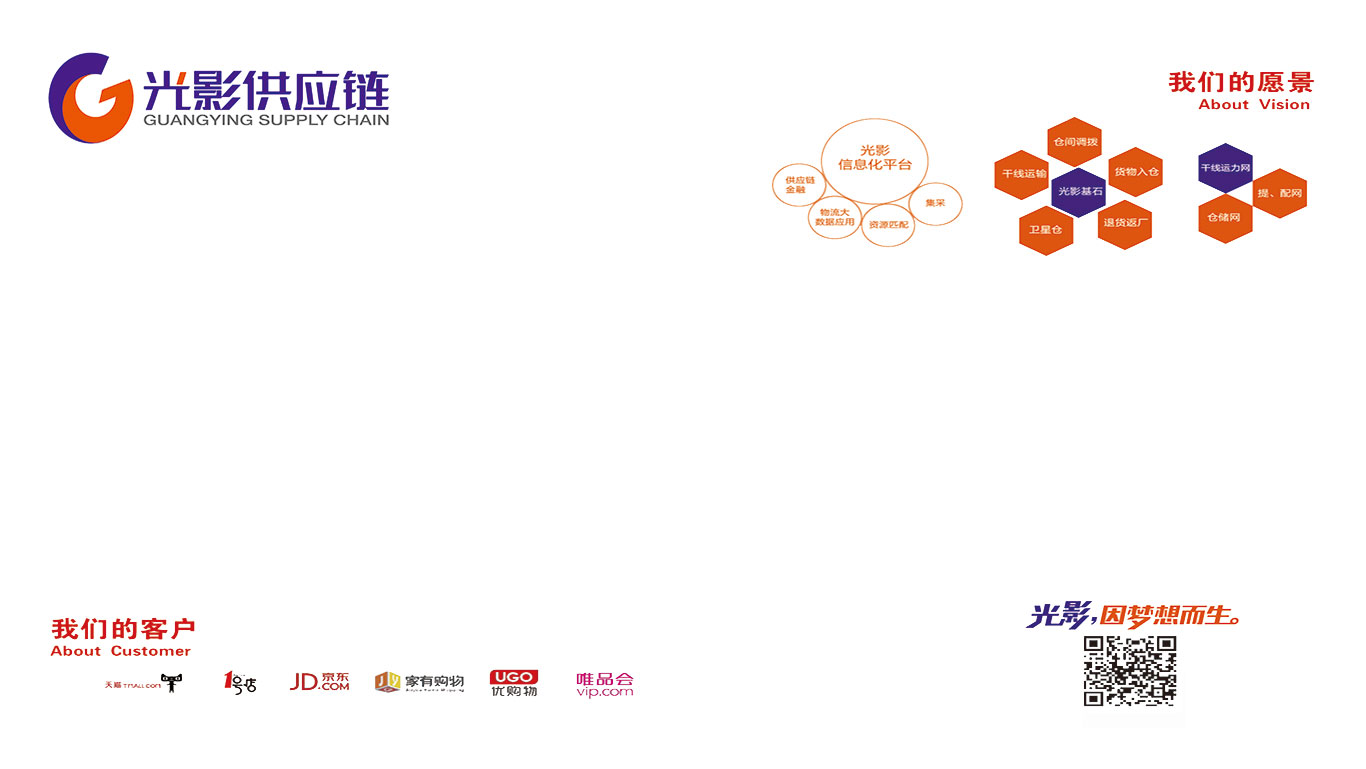 光影供应链
GUANGYING SUPPLY CHAIN
我们的愿景
About Vision
光影
信息化平台
供应链
金融
物流大
数据应用
资源匹配
集采
仓间调拨
干线运输
货物入仓
光影基石
卫星仓
退货返厂
干线运力网
提、配网
仓储网
我们的客户
About Customer
天猫 TMALL.com
1号店
JD.COM 京东
家有购物
UGO
优购物
唯品会
vip.com
光影,因梦想而生。